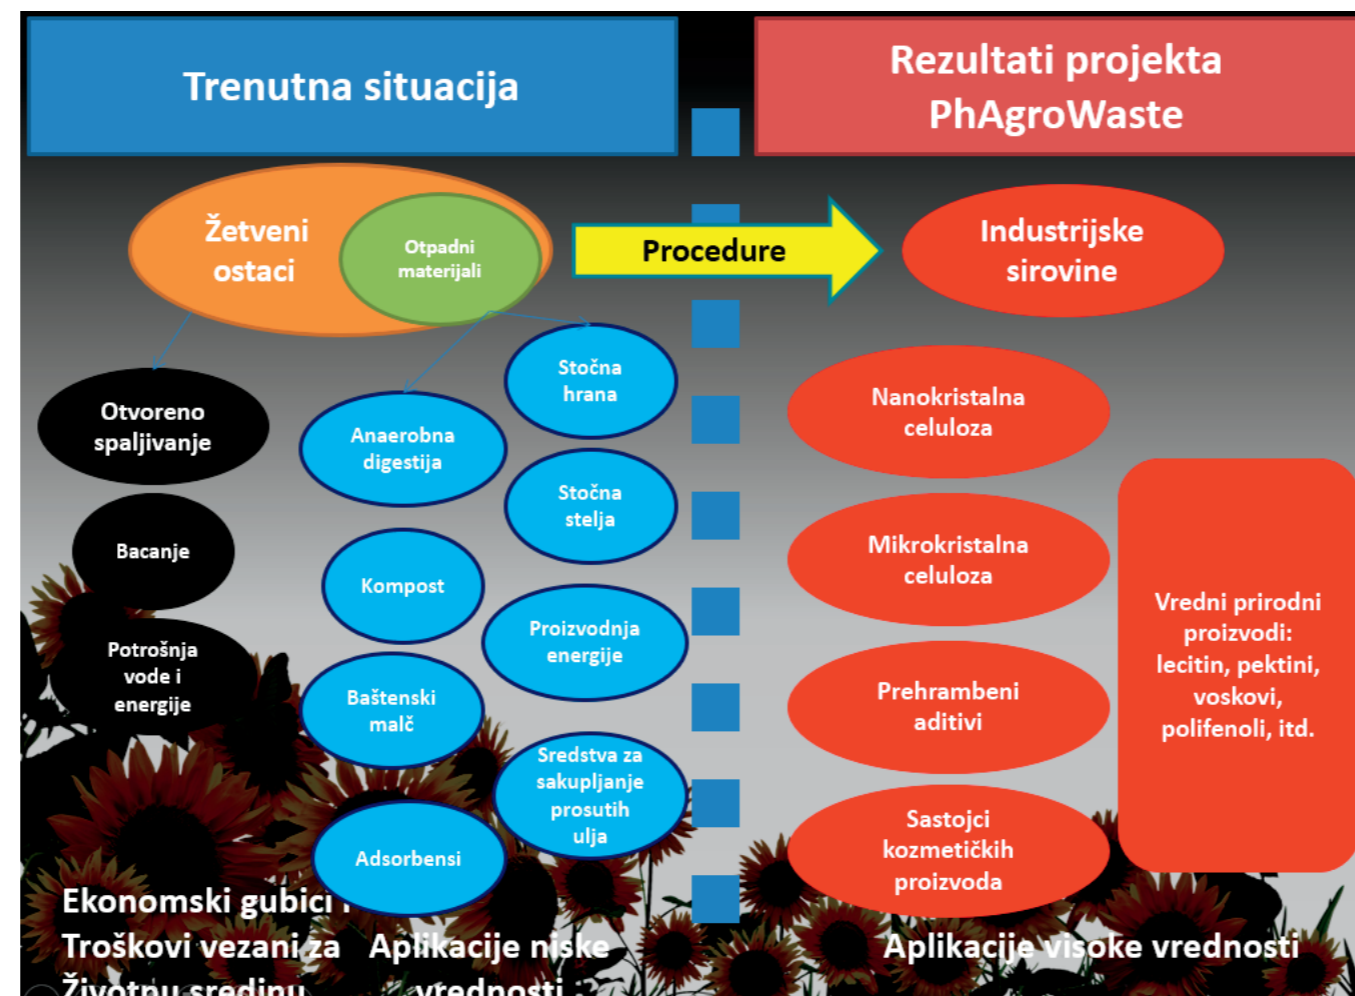 Trenutna situacija
Rezultati projekta
PhAgroWaste
Žetveni
ostaci
Otpadni
materijali
Procedure
Industrijske
sirovine
Otvoreno
spaljivanje
Bacanje
Potrošnja
vode i
energije
Anaerobna
digestija
Kompost
Baštenski
malč
Adsorbensi
Stočna
hrana
Stočna
stelja
Proizvodnja
energije
Sredstva za
sakupljanje
prosutih
ulja
Nanokristalna
celuloza
Mikrokristalna
celuloza
Prehrambeni
aditivi
Sastojci
kozmetičkih
proizvoda
Vredni prirodni
proizvodi:
lecitin, pektini,
voskovi,
polifenoli, itd.
Ekonomski gubici i
Troškovi vezani za
Životnu sredinu
Aplikacije niske
vrednosti
Aplikacije visoke vrednosti